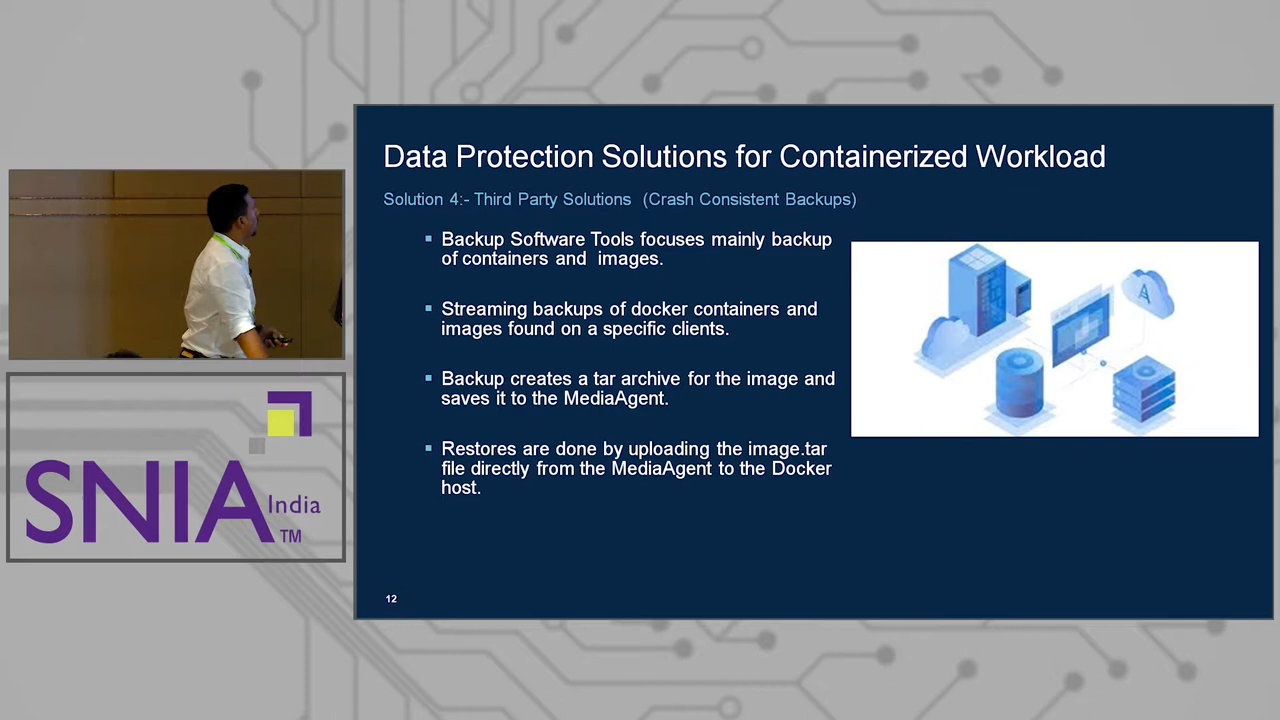 Data Protection Solutions for Containerized Workload
Solution 4:- Third Party Solutions (Crash Consistent Backups)
Backup Software Tools focuses mainly backup
of containers and images.
Streaming backups of docker containers and
images found on a specific clients.
Backup creates a tar archive for the image and
saves it to the MediaAgent.
Restores are done by uploading the image.tar
file directly from the MediaAgent to the Docker
host.
12
SNIA
India
TM